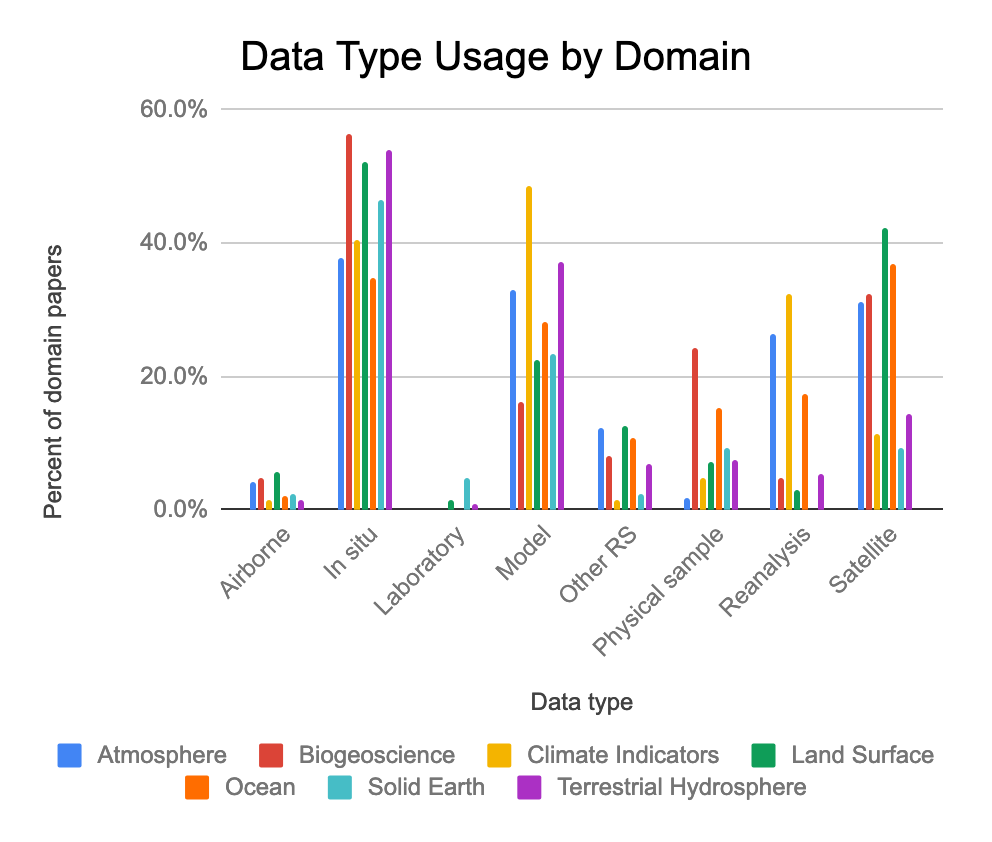 Data Type Usage by Domain
60.0%
40.0%
20.0%
0.0%
Percent of domain papers
Airborne
In situ
Laboratory
Model
Other RS
Physical sample
Reanalysis
Satellite
Data type
Atmosphere Biogeoscience Climate Indicators Land Surface
Ocean Solid Earth Terrestrial Hydrosphere